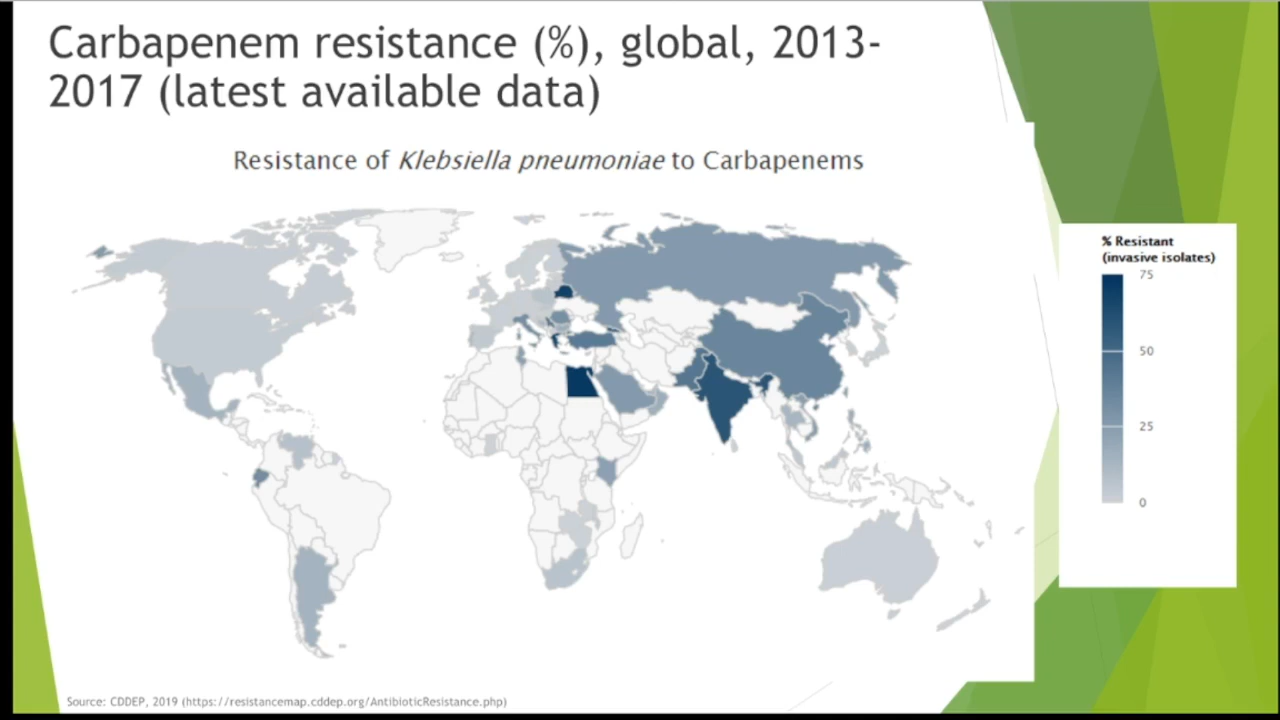 Carbapenem resistance (%), global, 2013-
2017 (latest available data)
Resistance of Klebsiella pneumoniae to Carbapenems
% Resistant
(invasive isolates)
75
50
25
0
Source: CDDEP, 2019 (https://resistancemap.cddep.org/AntibioticResistance.php)